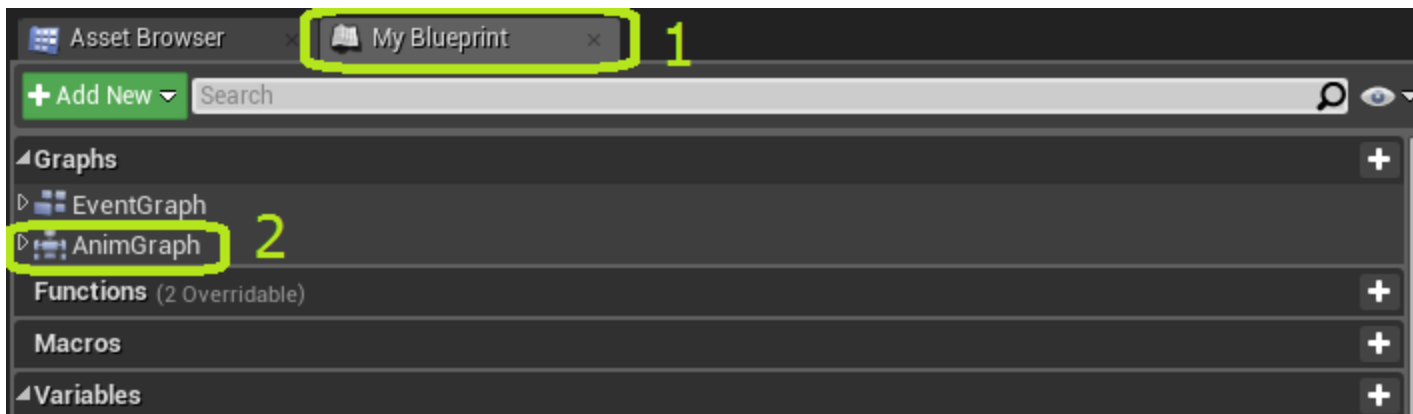 Asset Browser My Blueprint 1
Add New Search
Graphs
EventGraph
AnimGraph 2
Functions (2 Overridable)
Macros
Variables